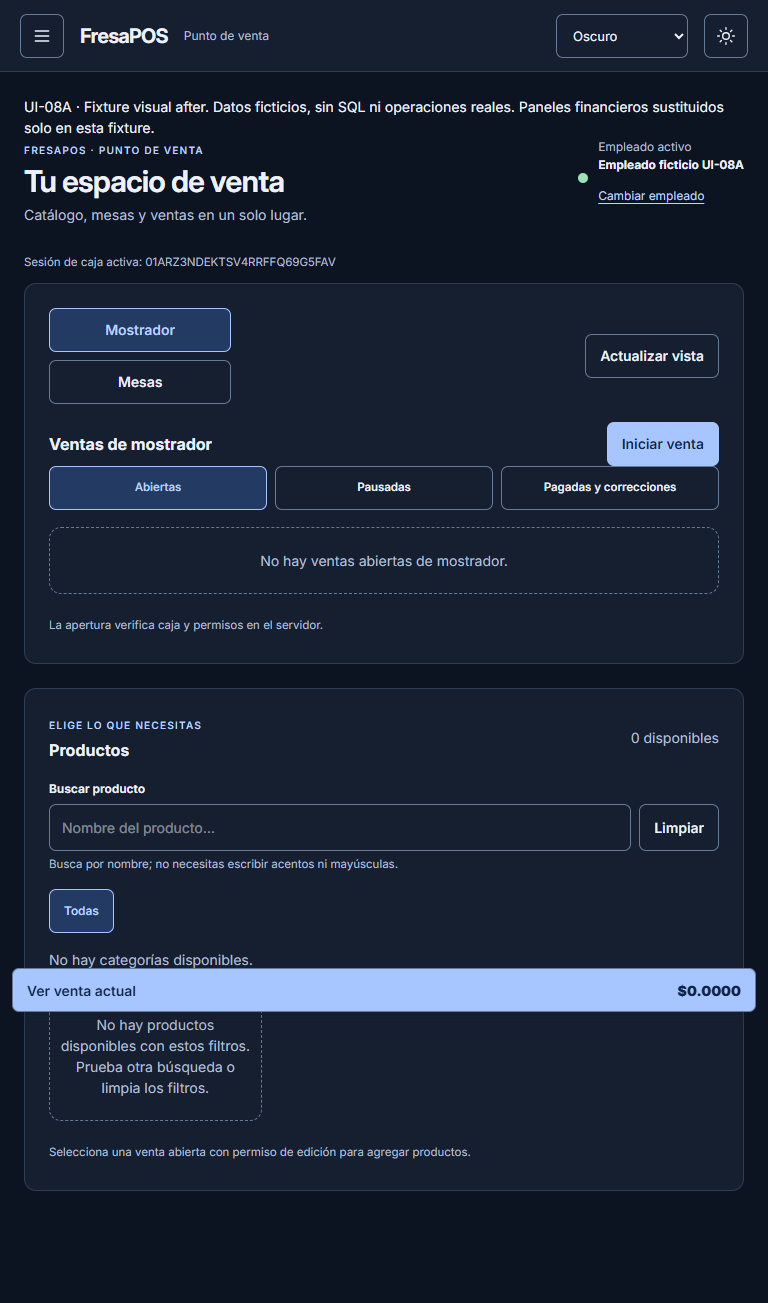 FresaPOS
Punto de venta
Oscuro
UI-08A · Fixture visual after. Datos ficticios, sin SQL ni operaciones reales. Paneles financieros sustituidos
solo en esta fixture.
FRESAPOS · PUNTO DE VENTA
Tu espacio de venta
Catálogo, mesas y ventas en un solo lugar.
Empleado activo
Empleado ficticio UI-08A
Cambiar empleado
Sesión de caja activa: 01ARZ3NDEKTSV4RRFFQ69G5FAV
Mostrador
Mesas
Actualizar vista
Ventas de mostrador
Iniciar venta
Abiertas
Pausadas
Pagadas y correcciones
No hay ventas abiertas de mostrador.
La apertura verifica caja y permisos en el servidor.
ELIGE LO QUE NECESITAS
Productos
0 disponibles
Buscar producto
Nombre del producto...
Limpiar
Busca por nombre; no necesitas escribir acentos ni mayúsculas.
Todas
No hay categorías disponibles.
Ver venta actual
$0.0000
No hay productos
disponibles con estos filtros.
Prueba otra búsqueda o
limpia los filtros.
Selecciona una venta abierta con permiso de edición para agregar productos.